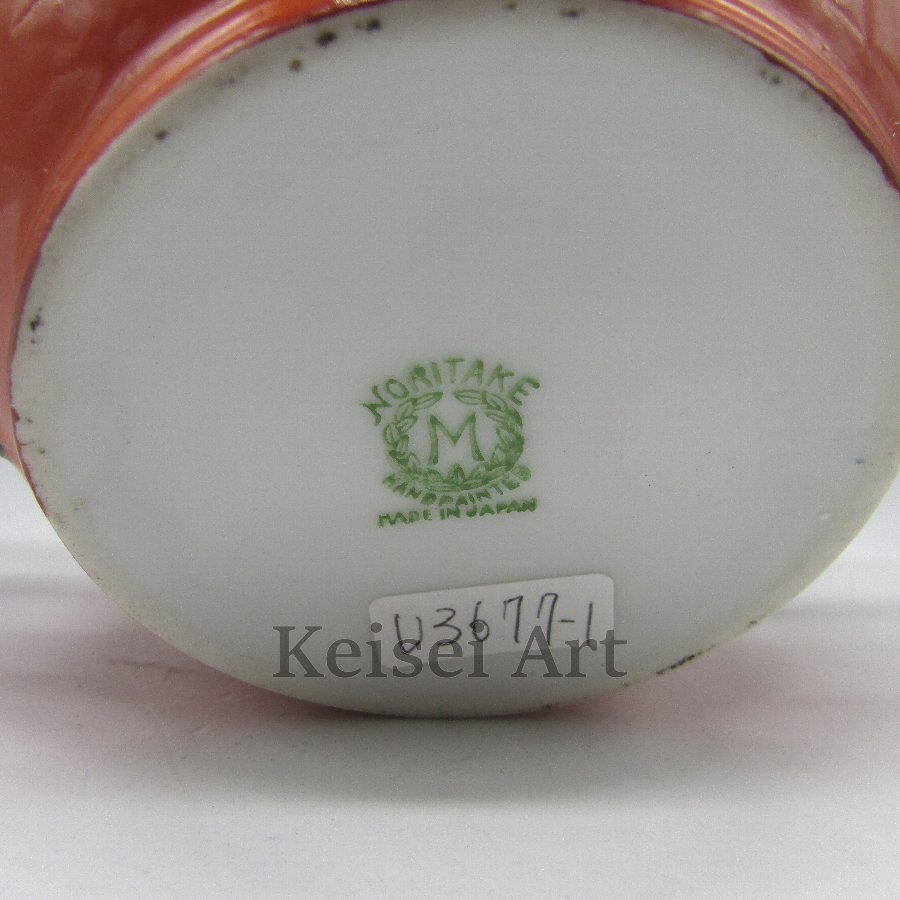 NORITAKE
M
HANDPAINTED
MADE IN JAPAN
U3677-1
Keisei Art